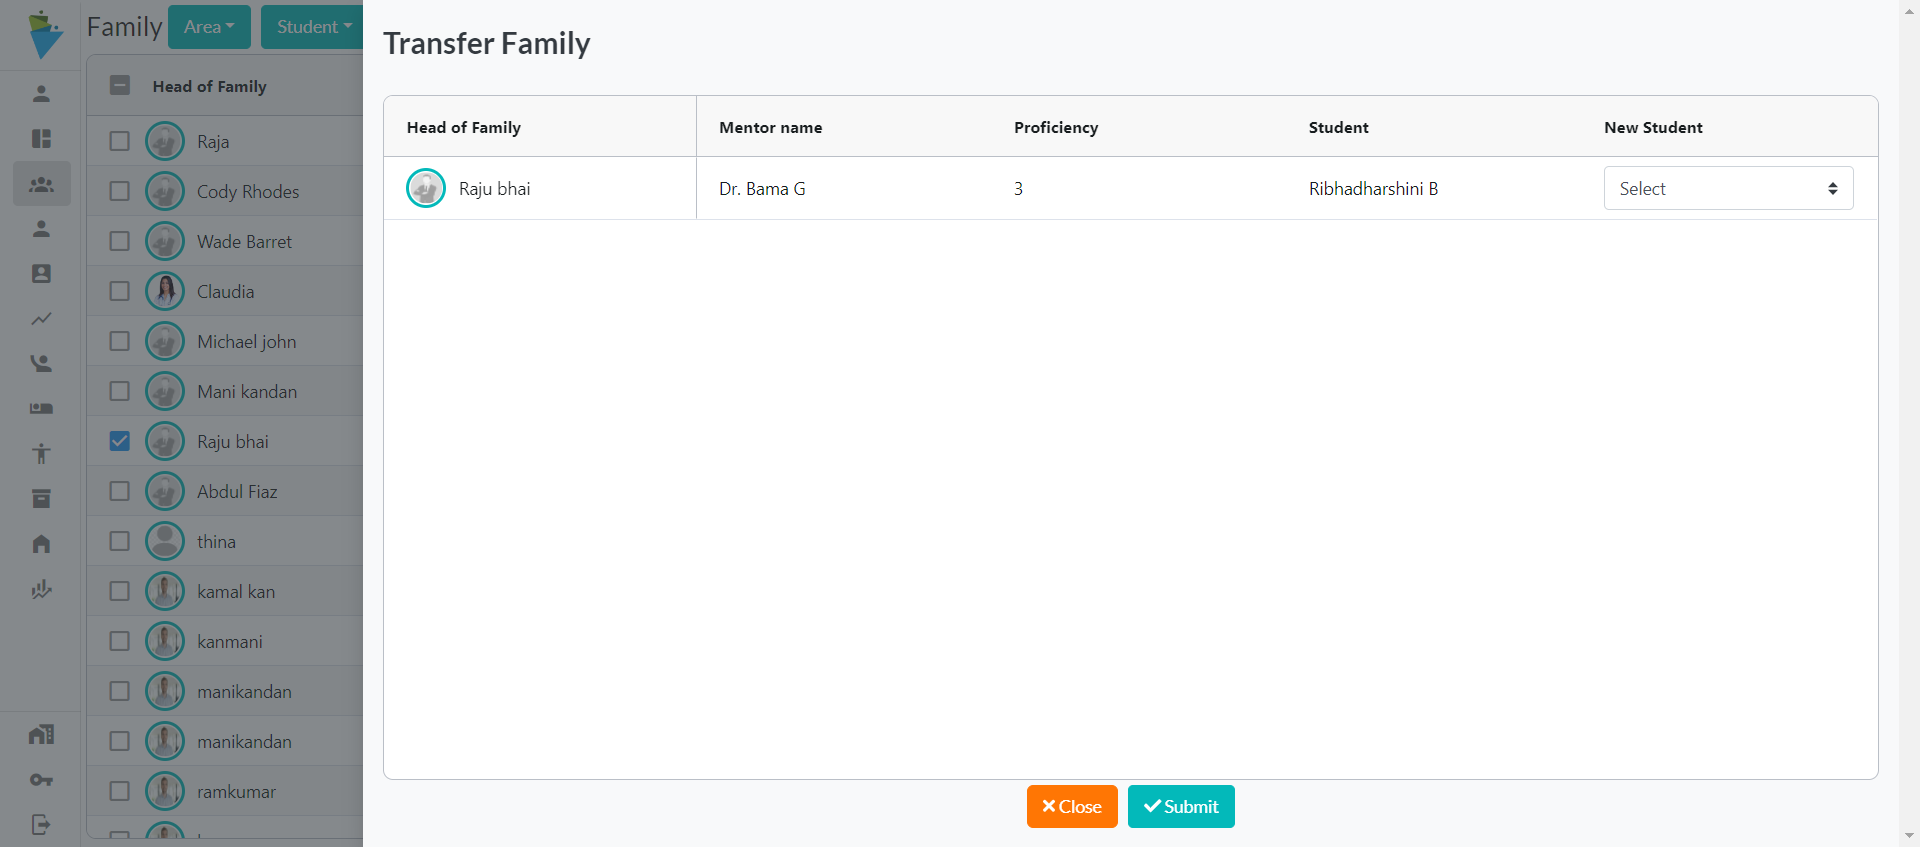 Family
Area
Student
Head of Family
Raja
Cody Rhodes
Wade Barret
Claudia
Michael john
Mani kandan
Raju bhai
Abdul Fiaz
thina
kamal kan
kanmani
manikandan
manikandan
ramkumar
Transfer Family
Head of Family Mentor name Proficiency Student New Student
Raju bhai Dr. Bama G 3 Ribhadharshini B Select
Close Submit